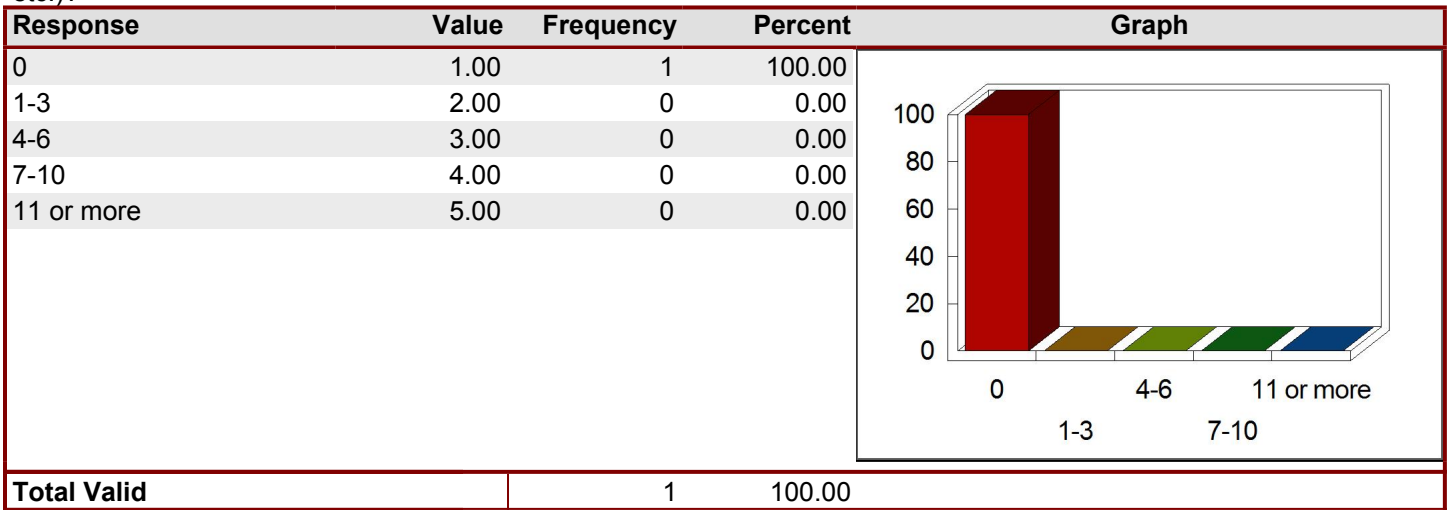 Response Value Frequency Percent Graph
0 1.00 1 100.00
1-3 2.00 0 0.00
4-6 3.00 0 0.00
7-10 4.00 0 0.00
11 or more 5.00 0 0.00
100
80
60
40
20
0
0 4-6 11 or more
1-3 7-10
Total Valid 1 100.00